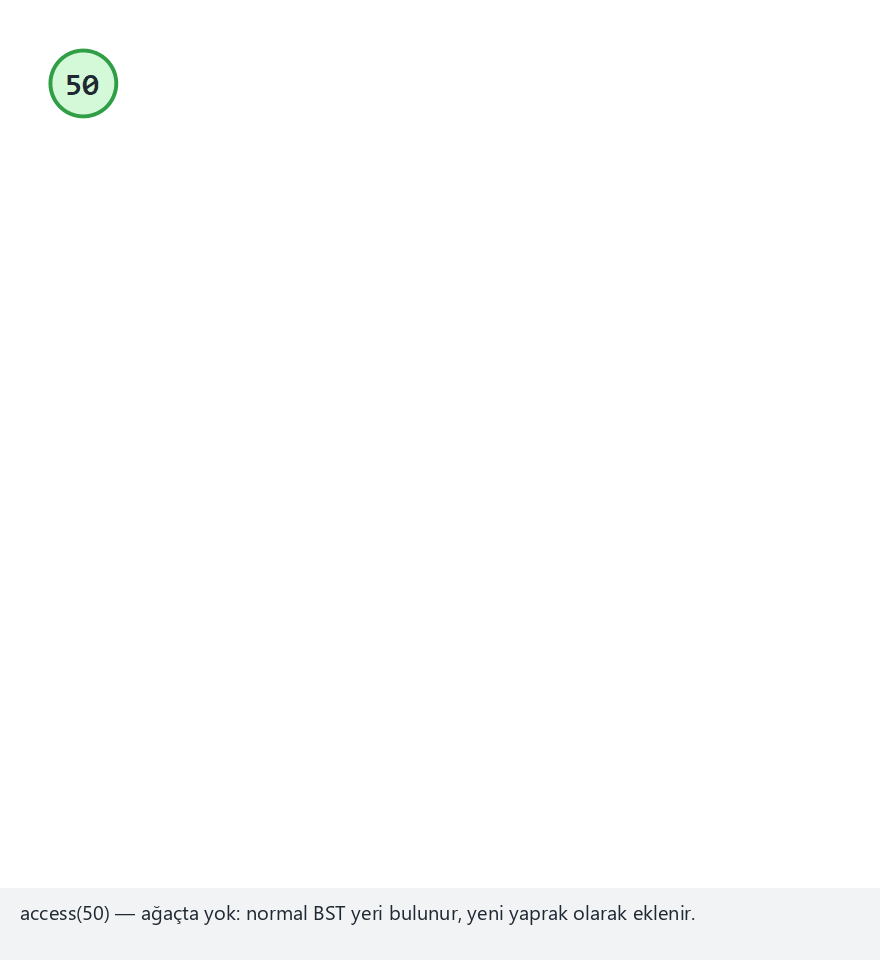 50
access(50) — ağaçta yok: normal BST yeri bulunur, yeni yaprak olarak eklenir.